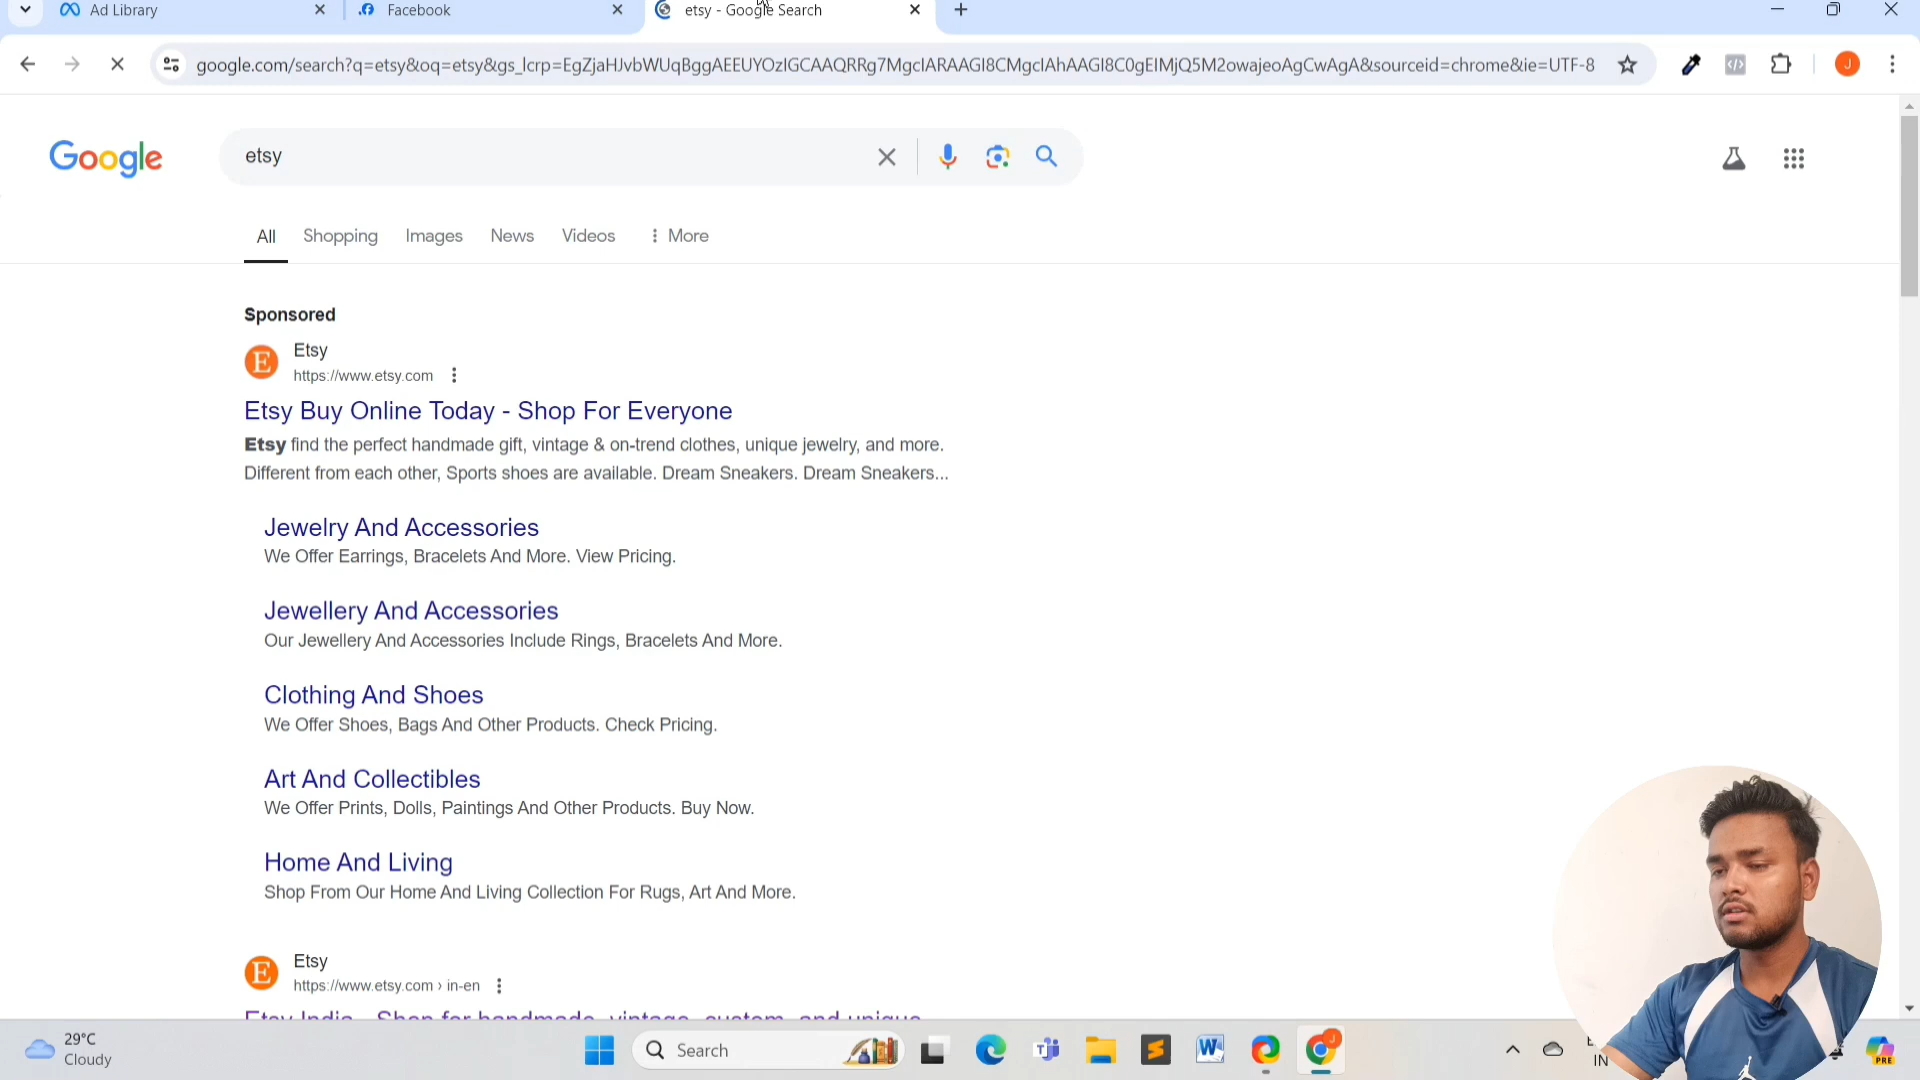 Ad Library
Facebook
etsy - Google Search
google.com/search?q=etsy&oq=etsy&gs_lcrp=EgZjaHJvbWUqBggAEEUYOzIGCAAQRRg7MgcIARAAGI8CMgcIAhAAGI8C0gEIMjQ5M2owajeoAgCwAgA&sourceid=chrome&ie=UTF-8
J
Google
etsy
All
Shopping
Images
News
Videos
More
Sponsored
E
Etsy
https://www.etsy.com
Etsy Buy Online Today - Shop For Everyone
Etsy find the perfect handmade gift, vintage & on-trend clothes, unique jewelry, and more.
Different from each other, Sports shoes are available. Dream Sneakers. Dream Sneakers...
Jewelry And Accessories
We Offer Earrings, Bracelets And More. View Pricing.
Jewellery And Accessories
Our Jewellery And Accessories Include Rings, Bracelets And More.
Clothing And Shoes
We Offer Shoes, Bags And Other Products. Check Pricing.
Art And Collectibles
We Offer Prints, Dolls, Paintings And Other Products. Buy Now.
Home And Living
Shop From Our Home And Living Collection For Rugs, Art And More.
E
Etsy
https://www.etsy.com › in-en
Etsy India - Shop for handmade, vintage, custom, and unique
29°C
Cloudy
Search
W
J
IN
PRE